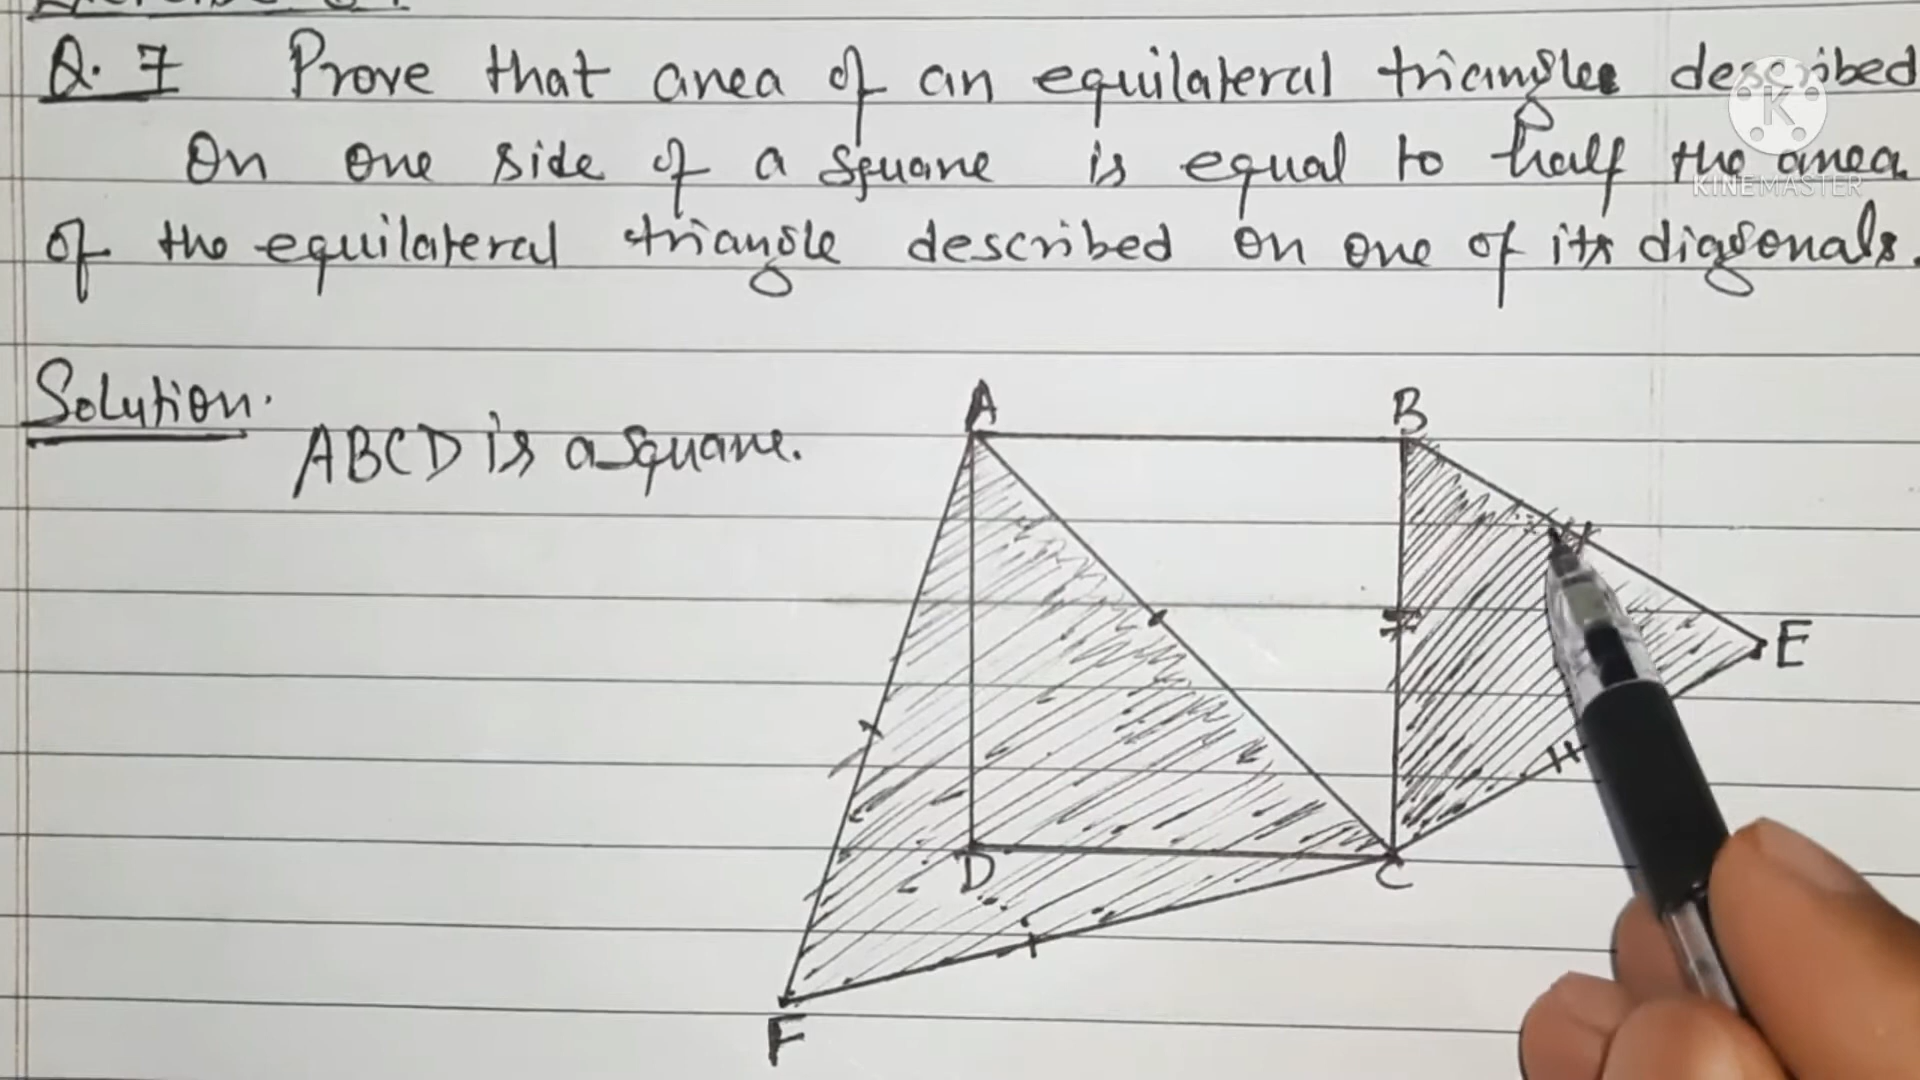 Q. 7 Prove that area of an equilateral triangle described
On one side of a square is equal to half the area
of the equilateral triangle described on one of its diagonals.
Solution.
ABCD is a square.
A
B
E
D
C
F
K
KINEMASTER